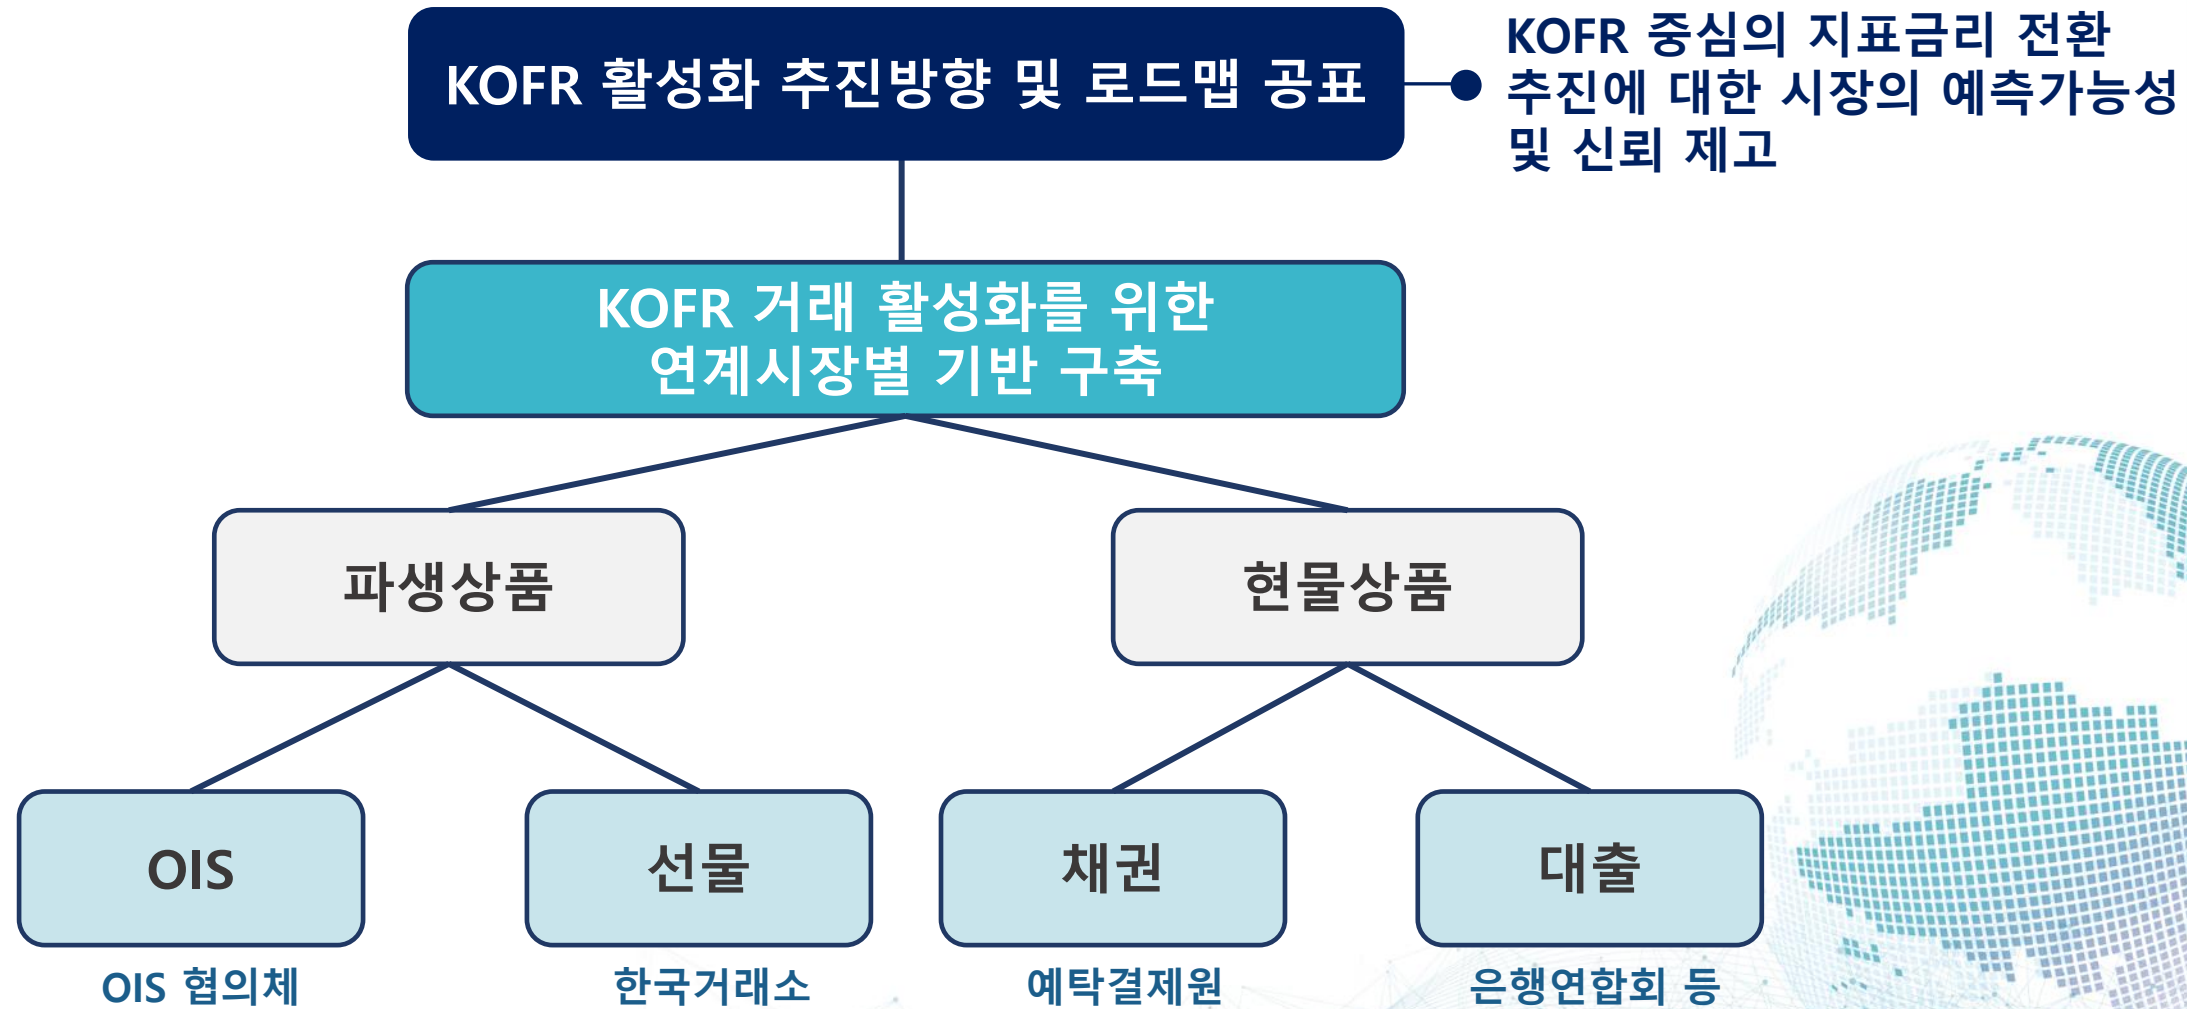 KOFR 활성화 추진방향 및 로드맵 공표
KOFR 중심의 지표금리 전환
추진에 대한 시장의 예측가능성
및 신뢰 제고
KOFR 거래 활성화를 위한
연계시장별 기반 구축
파생상품
현물상품
OIS
선물
채권
대출
OIS 협의체
한국거래소
예탁결제원
은행연합회 등